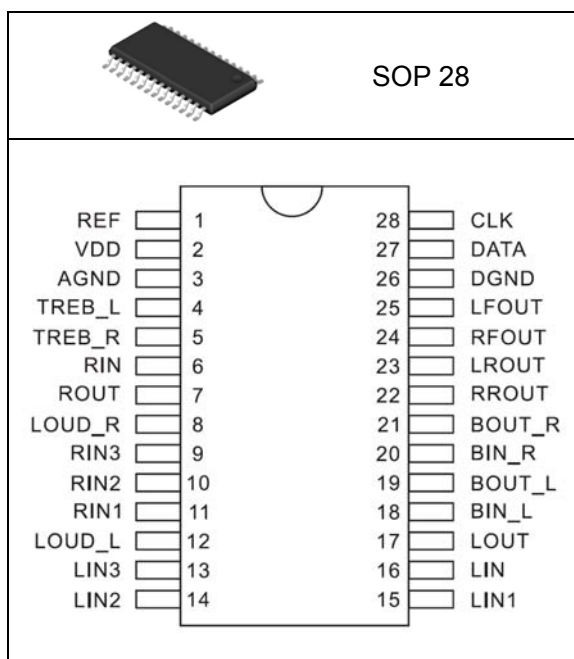 SOP 28
REF 1 28 CLK
VDD 2 27 DATA
AGND 3 26 DGND
TREB_L 4 25 LFOUT
TREB_R 5 24 RFOUT
RIN 6 23 LROUT
ROUT 7 22 RROUT
LOUD_R 8 21 BOUT_R
RIN3 9 20 BIN_R
RIN2 10 19 BOUT_L
RIN1 11 18 BIN_L
LOUD_L 12 17 LOUT
LIN3 13 16 LIN
LIN2 14 15 LIN1